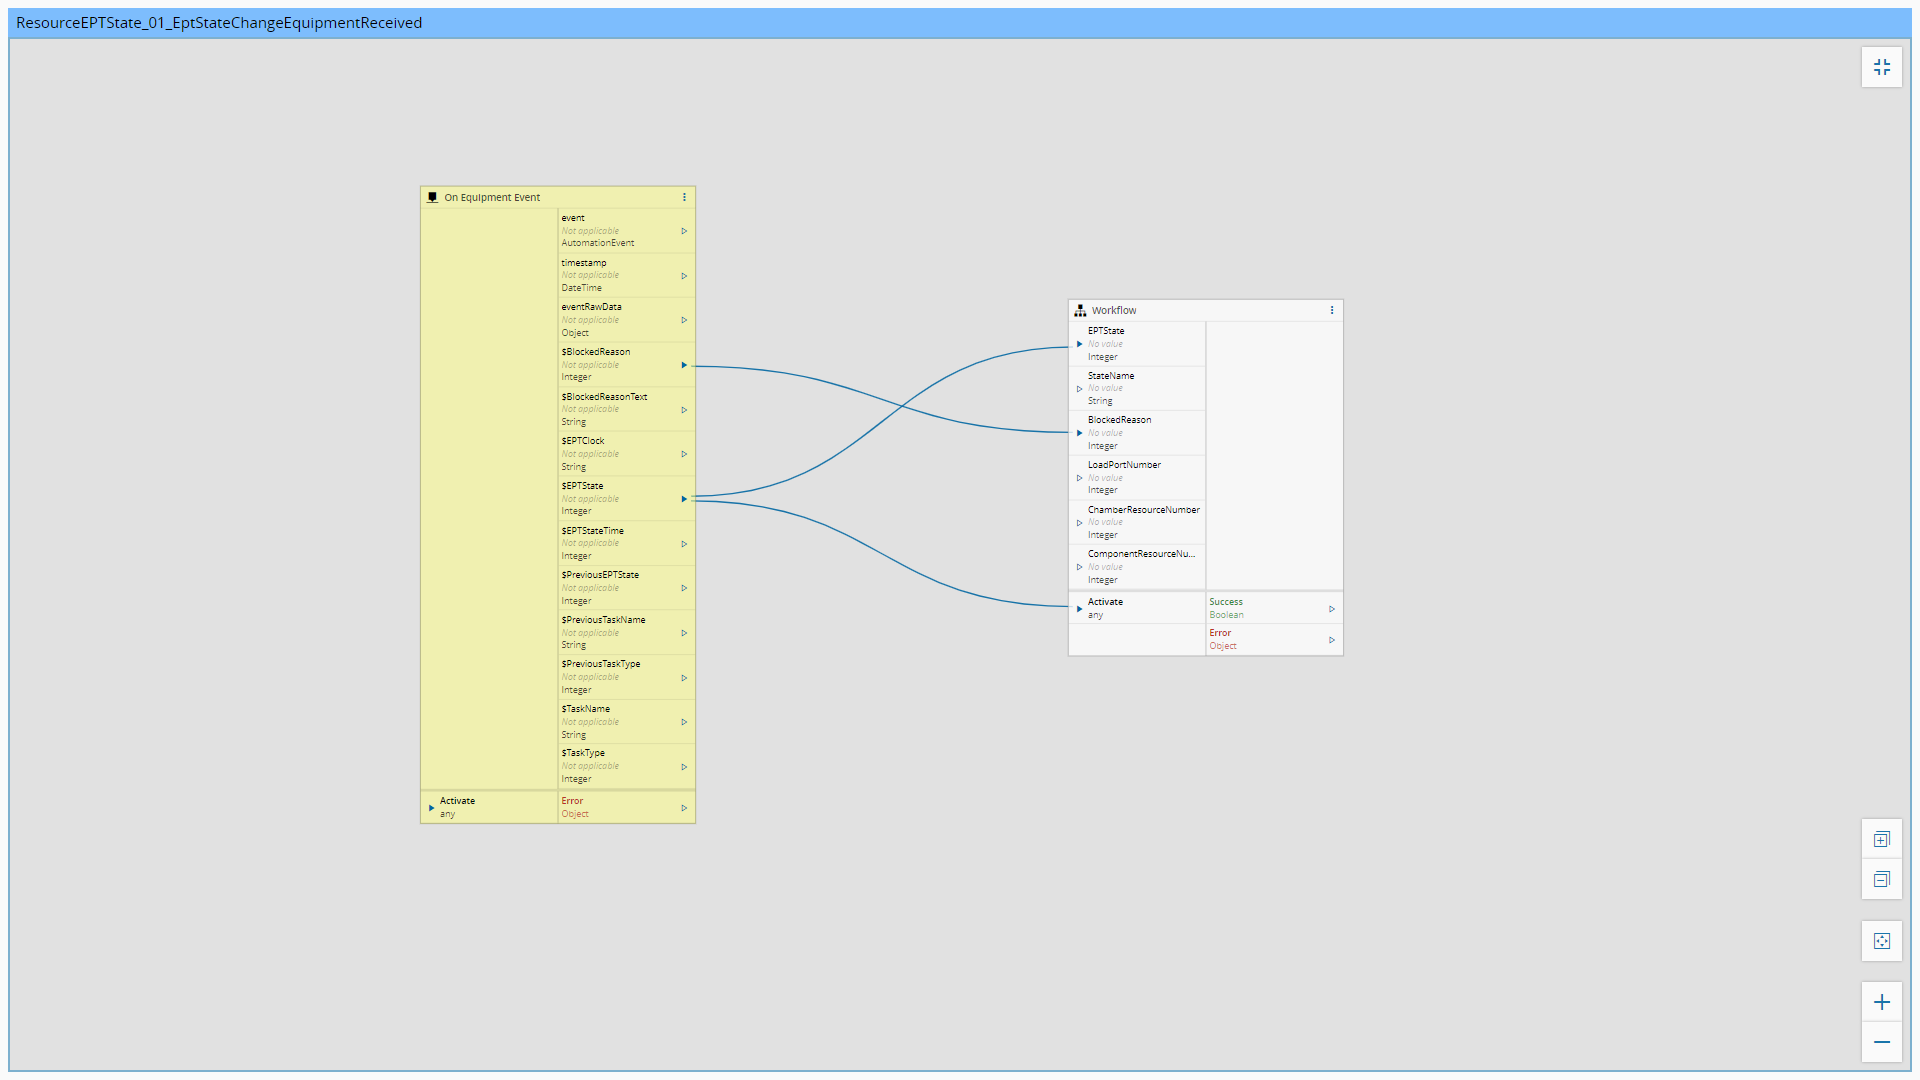 ResourceEPTState_01_EptStateChangeEquipmentReceived
On Equipment Event
event
Not applicable
AutomationEvent
timestamp
Not applicable
DateTime
eventRawData
Not applicable
Object
$BlockedReason
Not applicable
Integer
$BlockedReasonText
Not applicable
String
$EPTClock
Not applicable
String
$EPTState
Not applicable
Integer
$EPTStateTime
Not applicable
Integer
$PreviousEPTState
Not applicable
Integer
$PreviousTaskName
Not applicable
String
$PreviousTaskType
Not applicable
Integer
$TaskName
Not applicable
String
$TaskType
Not applicable
Integer
Activate
any
Error
Object
Workflow
EPTState
No value
Integer
StateName
No value
String
BlockedReason
No value
Integer
LoadPortNumber
No value
Integer
ChamberResourceNumber
No value
Integer
ComponentResourceNu...
No value
Integer
Activate
any
Success
Boolean
Error
Object